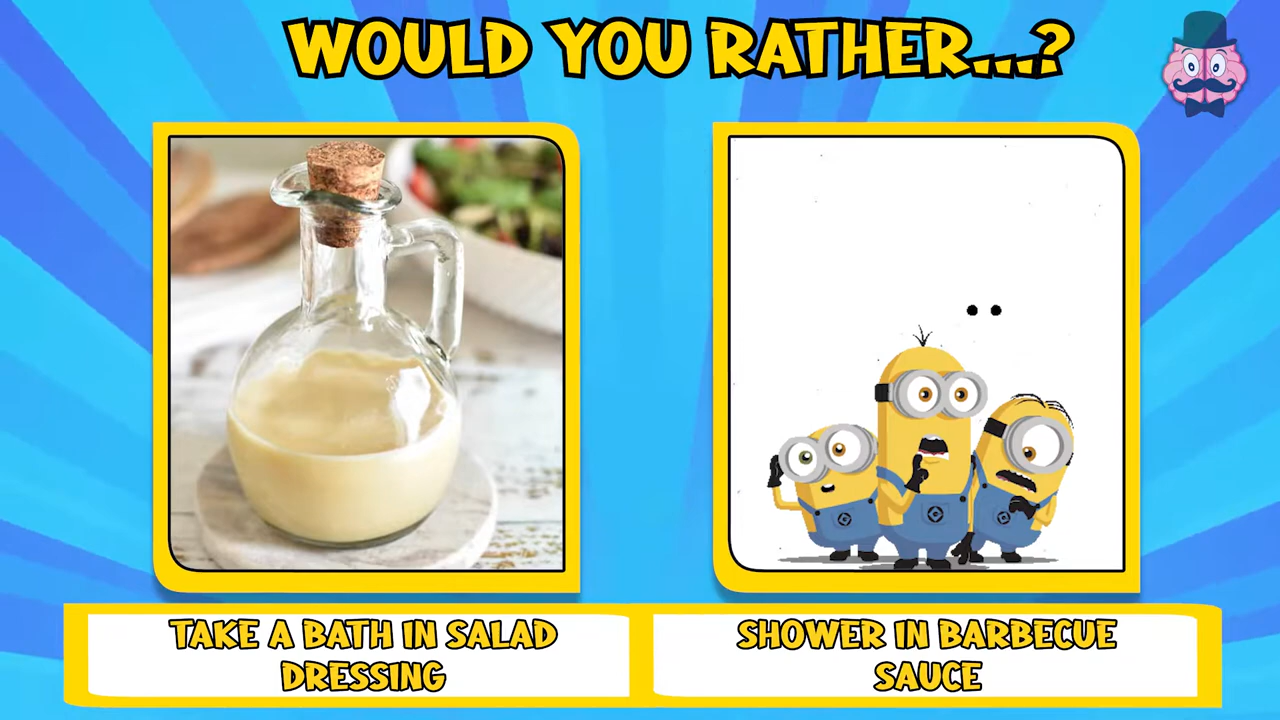 WOULD YOU RATHER...?
TAKE A BATH IN SALAD
DRESSING
SHOWER IN BARBECUE
SAUCE